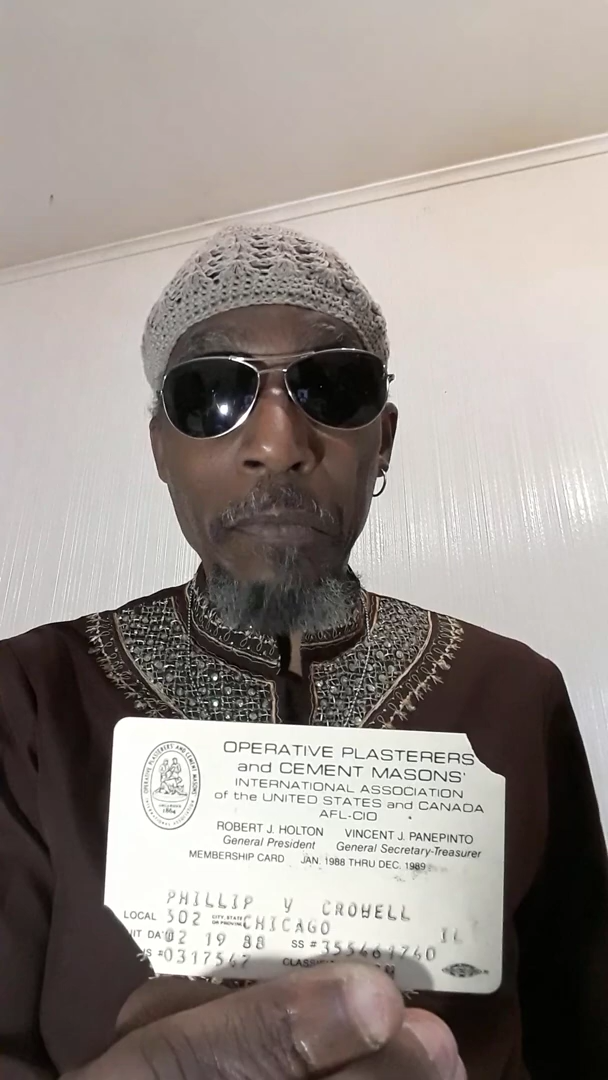 OPERATIVE PLASTERERS
and CEMENT MASONS'
INTERNATIONAL ASSOCIATION
of the UNITED STATES and CANADA
AFL-CIO
ROBERT J. HOLTON VINCENT J. PANEPINTO
General President General Secretary-Treasurer
MEMBERSHIP CARD JAN. 1988 THRU DEC. 1989
PHILLIP V CROWELL
LOCAL 502 CITY, STATE CHICAGO IL
02 19 88 SS #